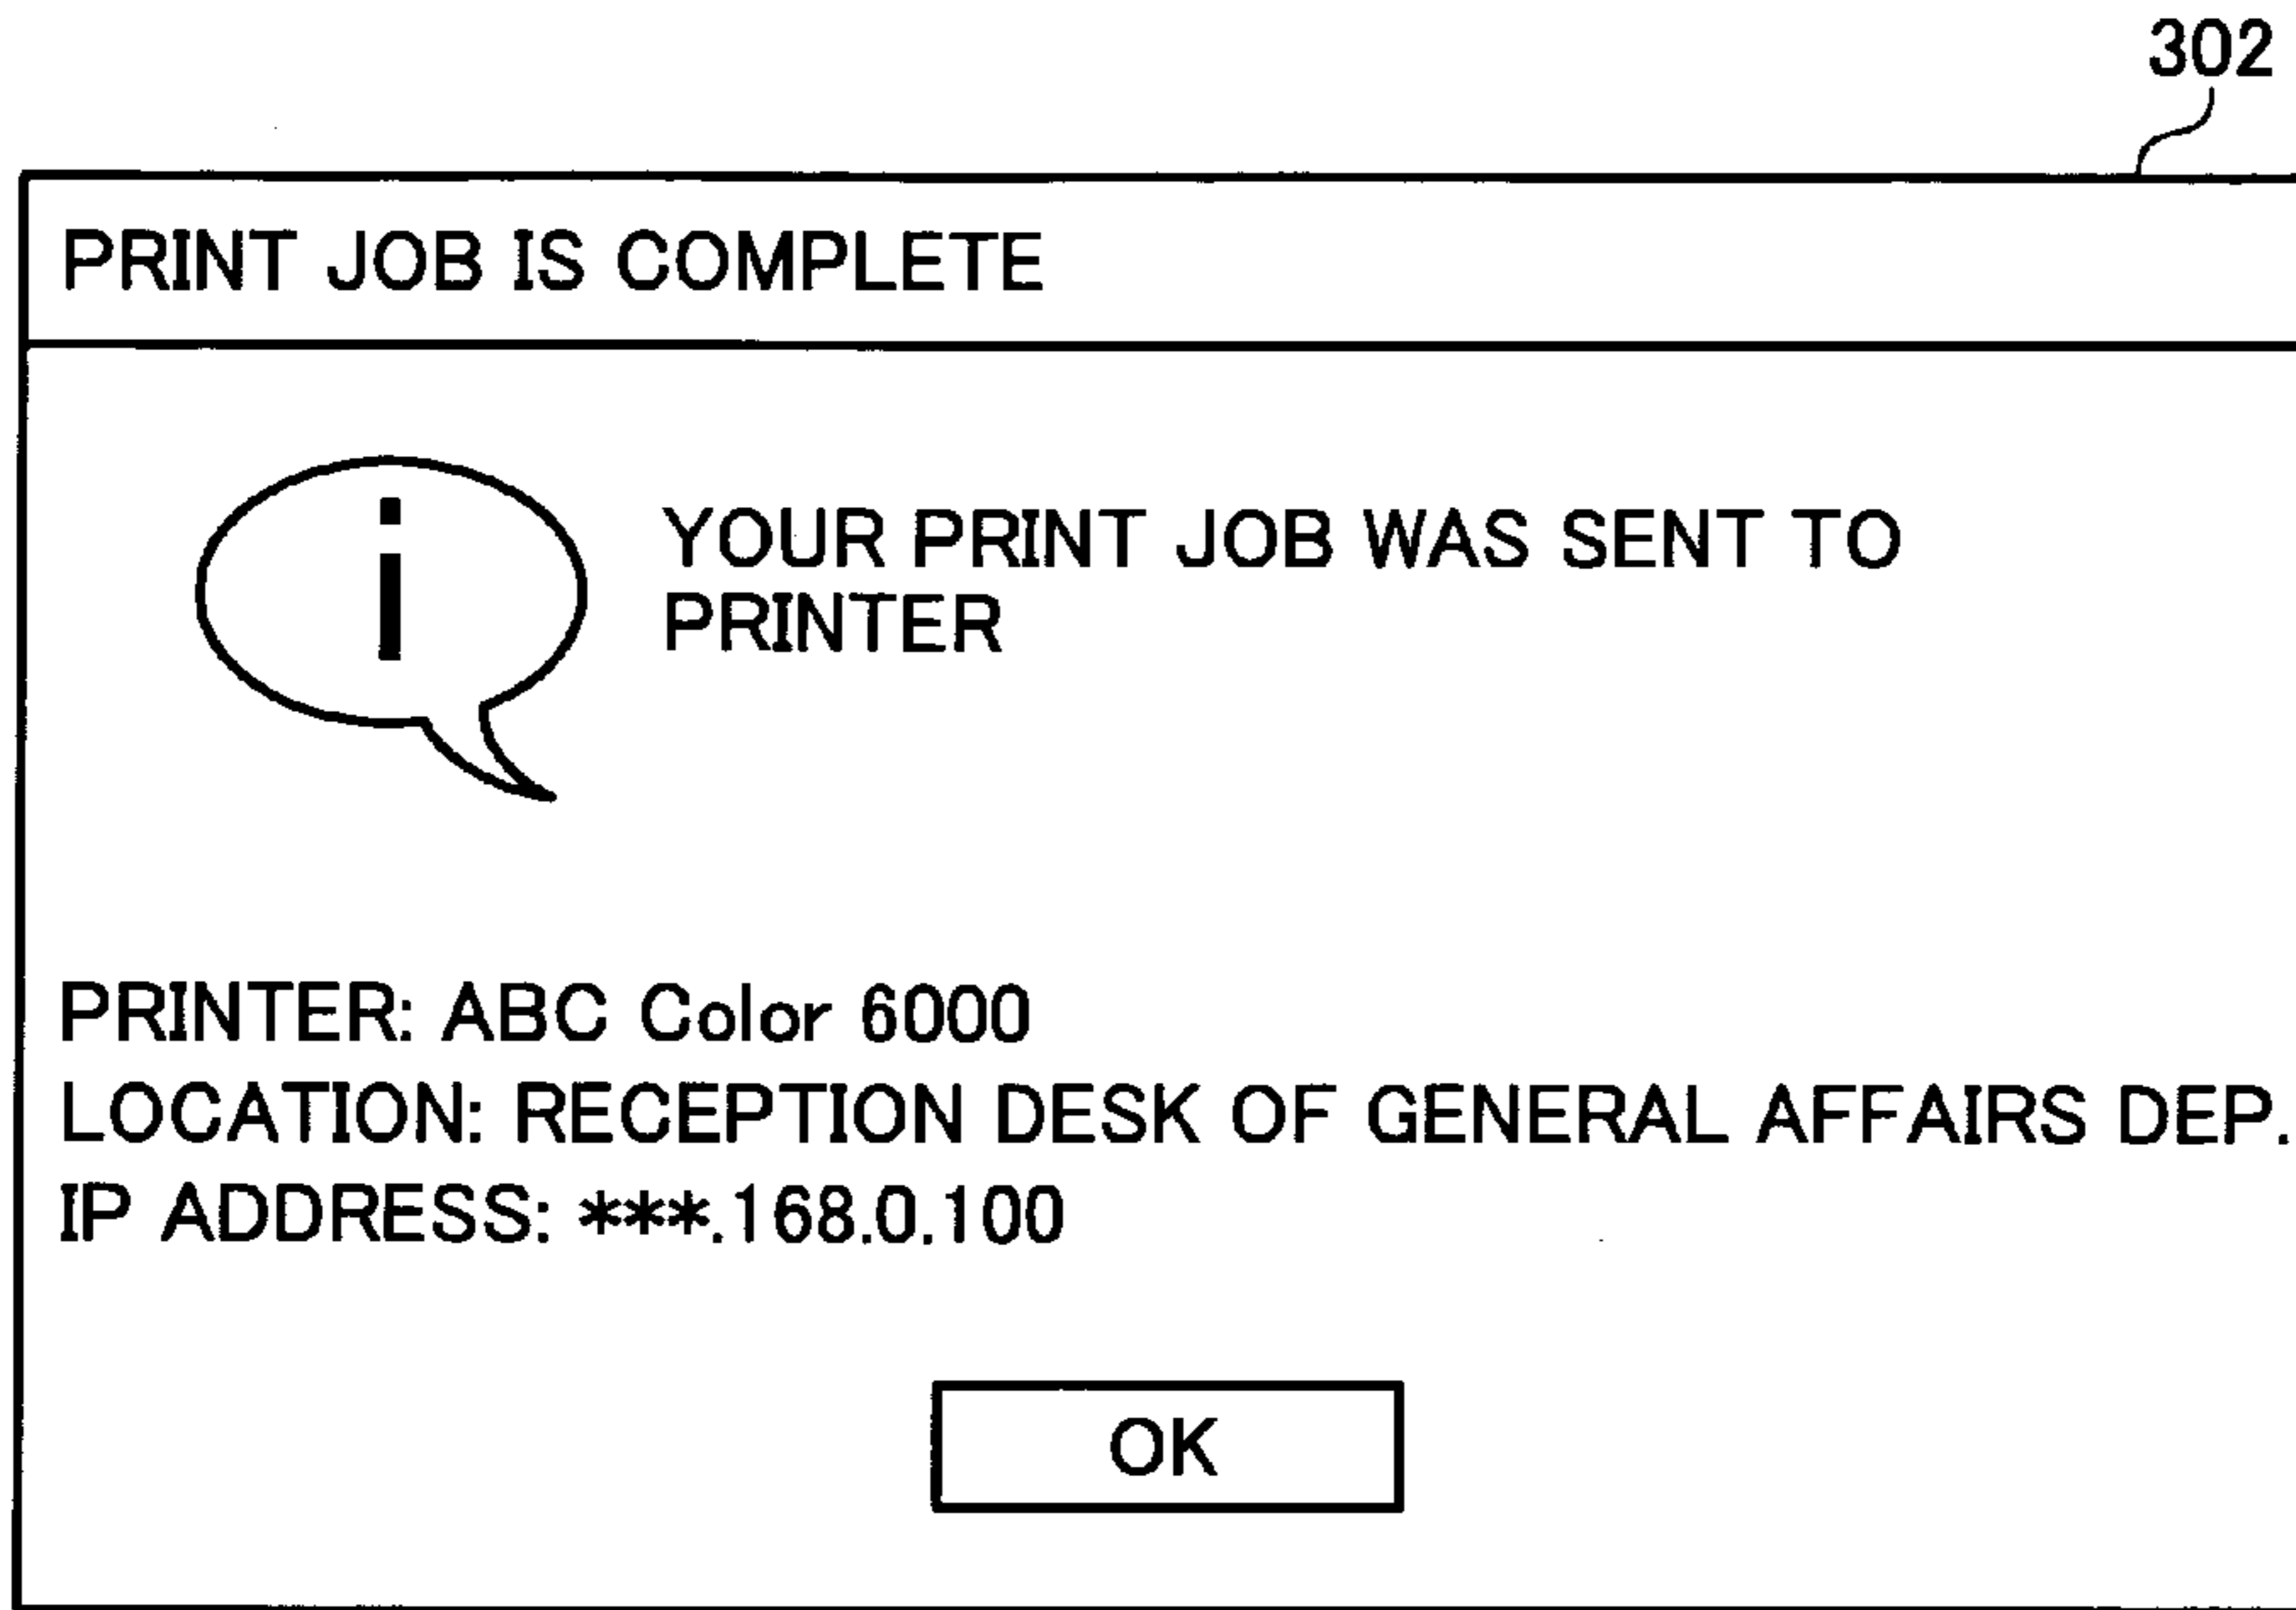 302
PRINT JOB IS COMPLETE
i
YOUR PRINT JOB WAS SENT TO
PRINTER
PRINTER: ABC Color 6000
LOCATION: RECEPTION DESK OF GENERAL AFFAIRS DEP.
IP ADDRESS: ***.168.0.100
OK